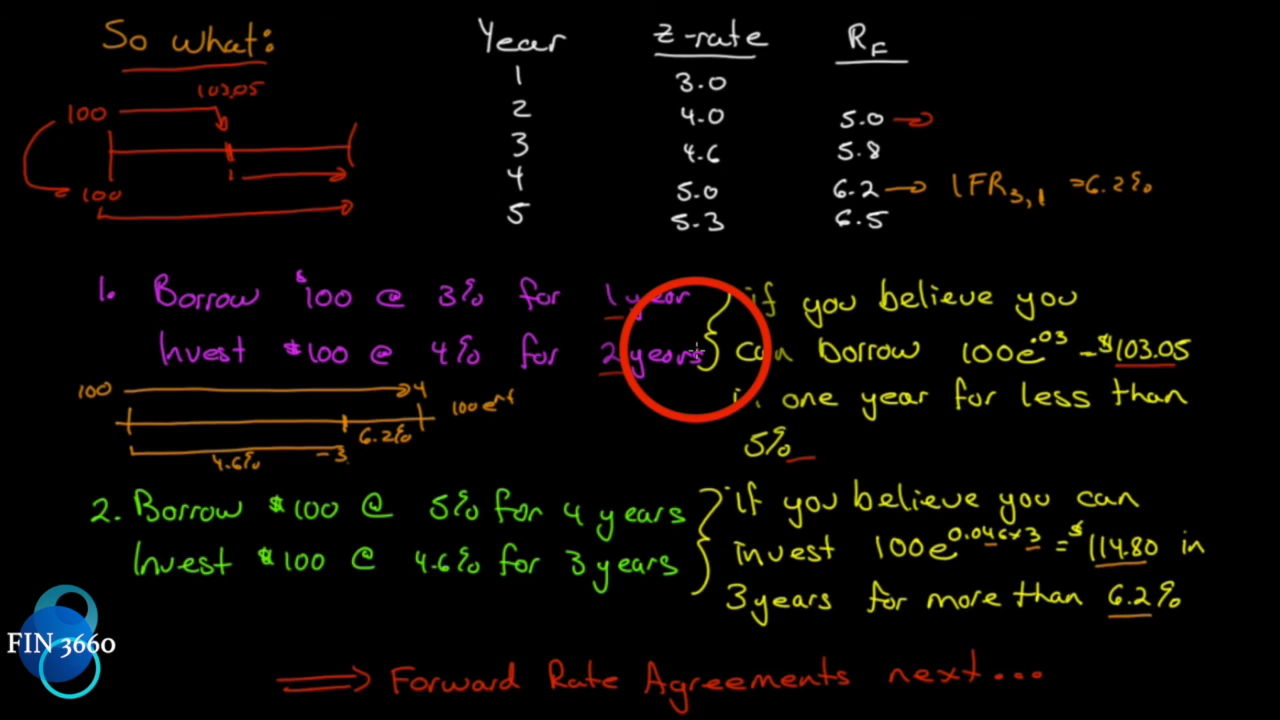 So what:
103.05
100
1
100
Year Z-rate R_F
1 3.0
2 4.0 5.0 →
3 4.6 5.8
4 5.0 6.2 → IFR_3,1 = 6.2%
5 5.3 6.5
1. Borrow $100 @ 3% for 1 year
Invest $100 @ 4% for 2 years
if you believe you
can borrow 100e^.03 = $103.05
in one year for less than
5%
100 4
6.2%
4.6% 3
2. Borrow $100 @ 5% for 4 years
Invest $100 @ 4.6% for 3 years
if you believe you can
invest 100e^0.046x3 = $114.80 in
3 years for more than 6.2%
FIN 3660
⇒ Forward Rate Agreements next...